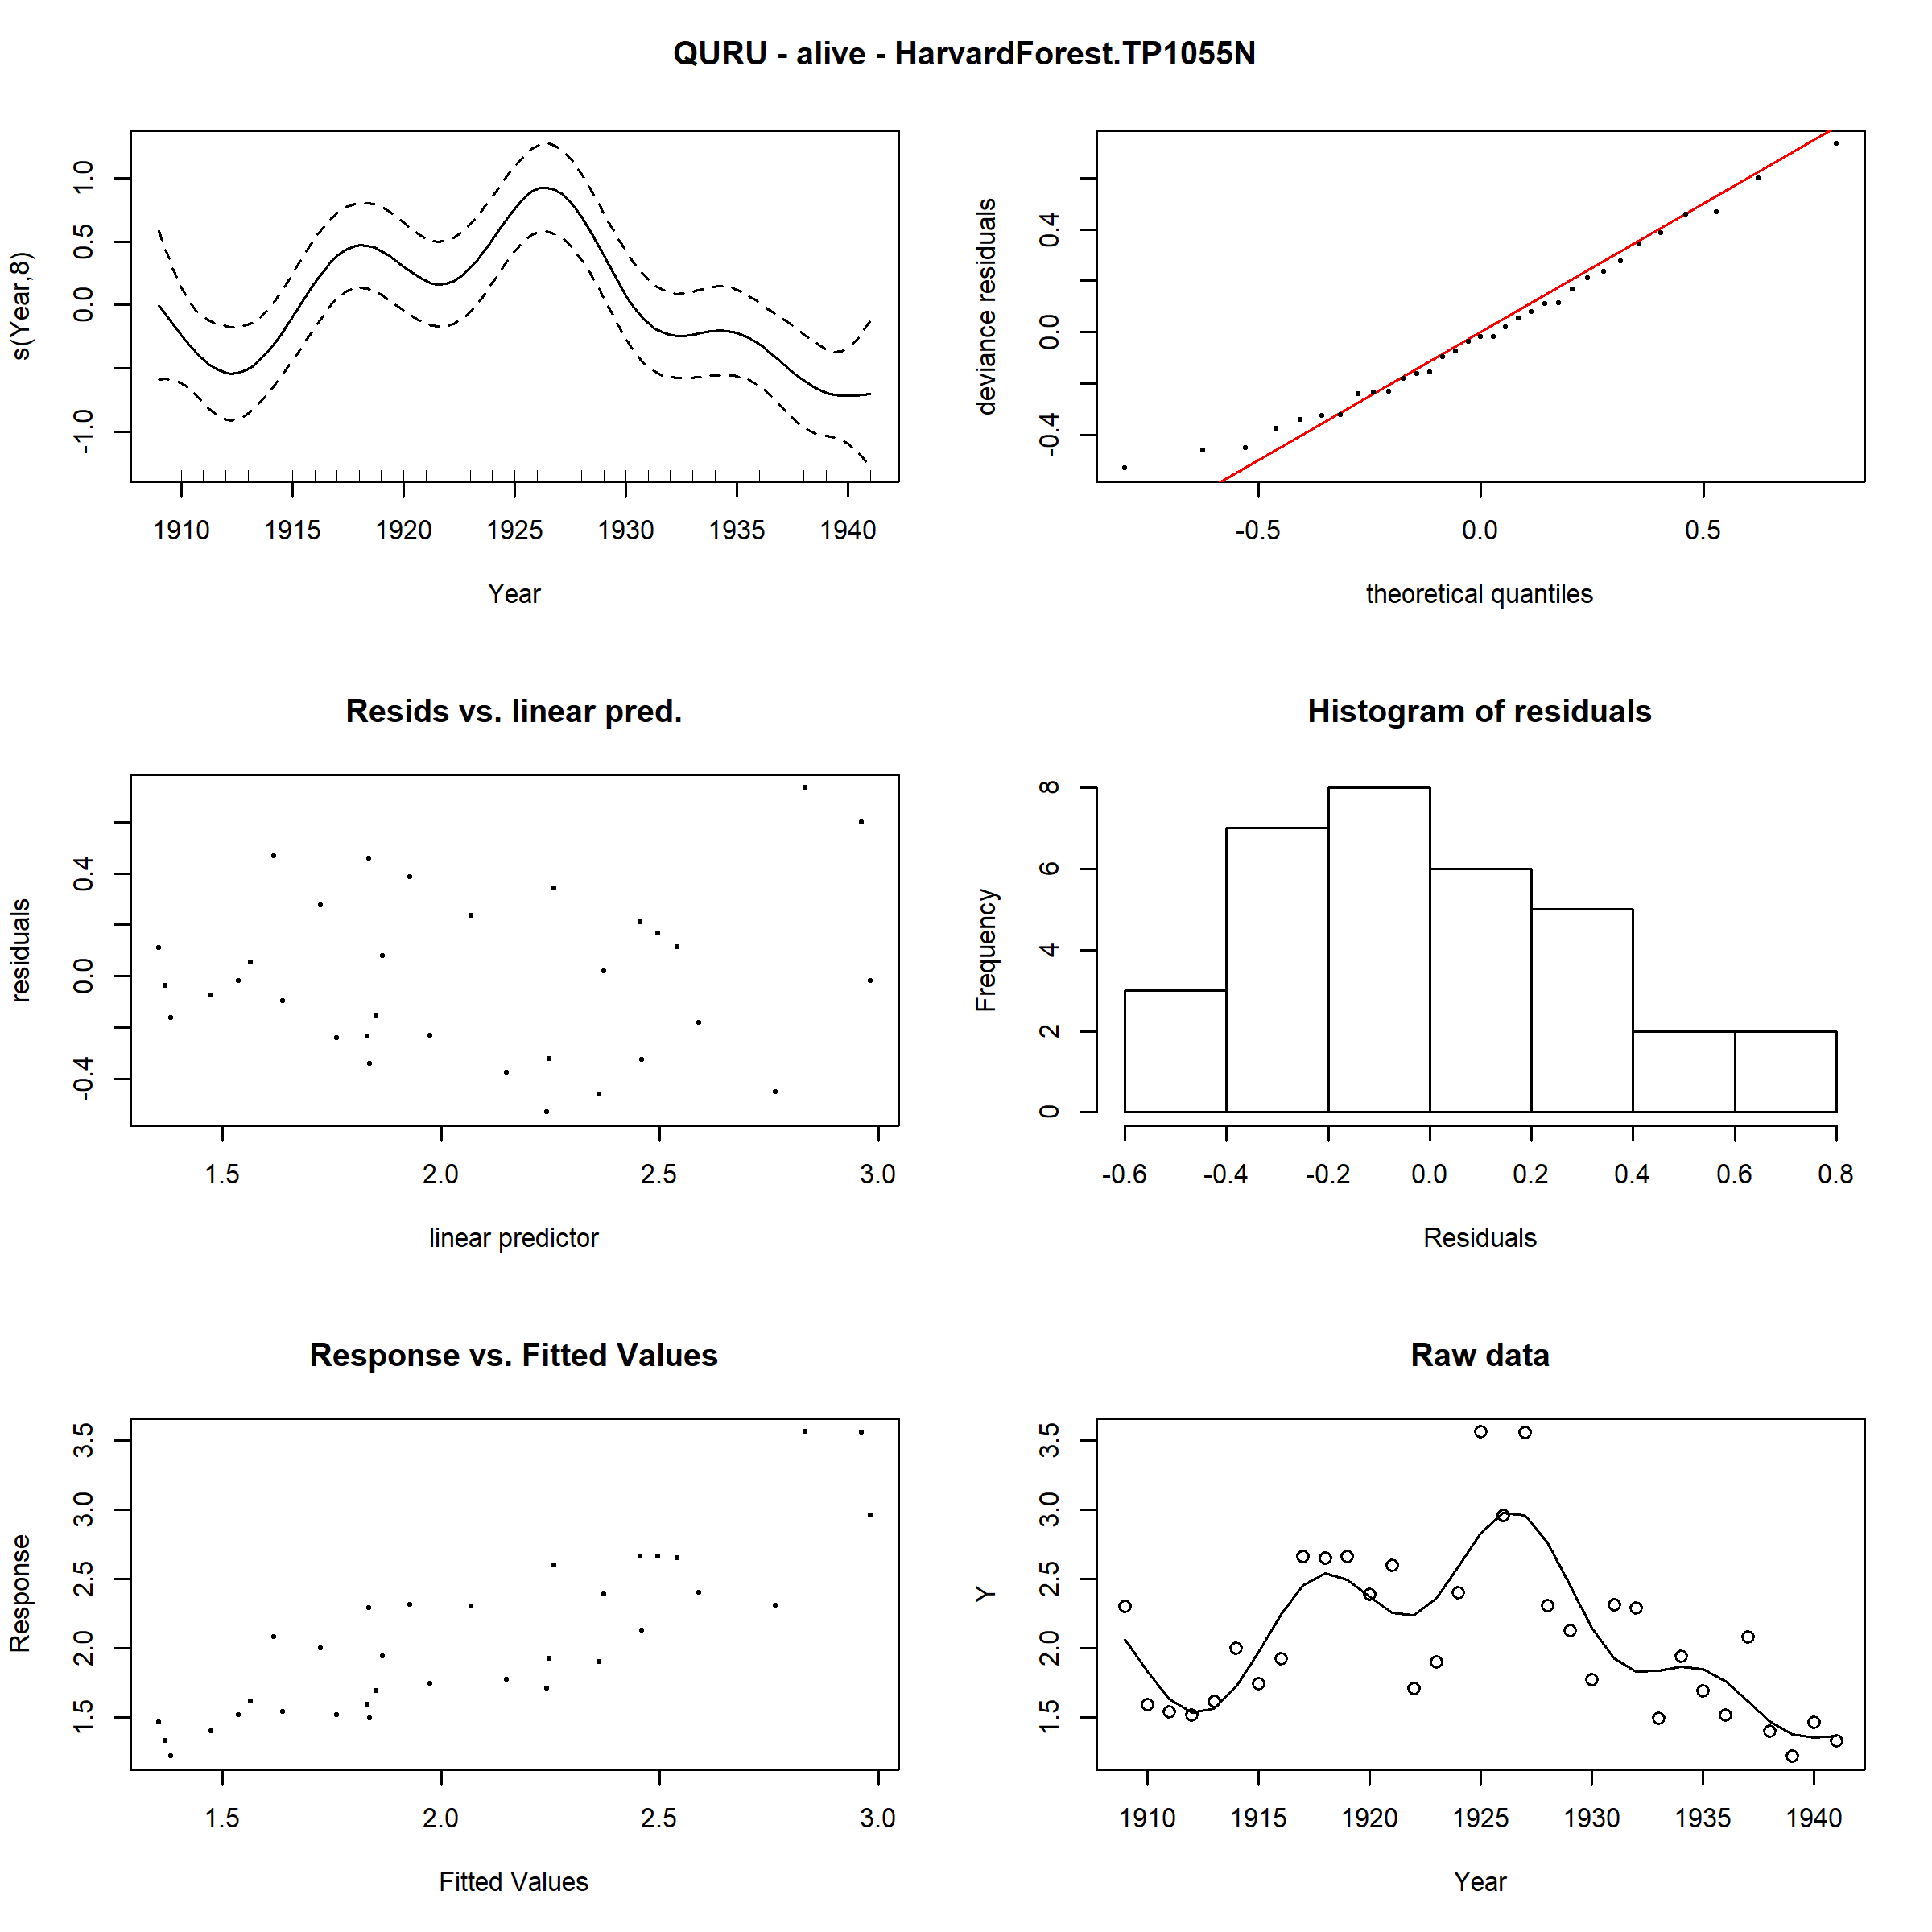 QURU - alive - HarvardForest.TP1055N
s(Year,8)
1.0
0.5
0.0
-1.0
1910 1915 1920 1925 1930 1935 1940
Year
deviance residuals
0.4
0.0
-0.4
-0.5 0.0 0.5
theoretical quantiles
Resids vs. linear pred.
residuals
0.4
0.0
-0.4
1.5 2.0 2.5 3.0
linear predictor
Histogram of residuals
Frequency
8
6
4
2
0
-0.6 -0.4 -0.2 0.0 0.2 0.4 0.6 0.8
Residuals
Response vs. Fitted Values
Response
3.5
3.0
2.5
2.0
1.5
1.5 2.0 2.5 3.0
Fitted Values
Raw data
Y
3.5
3.0
2.5
2.0
1.5
1910 1915 1920 1925 1930 1935 1940
Year